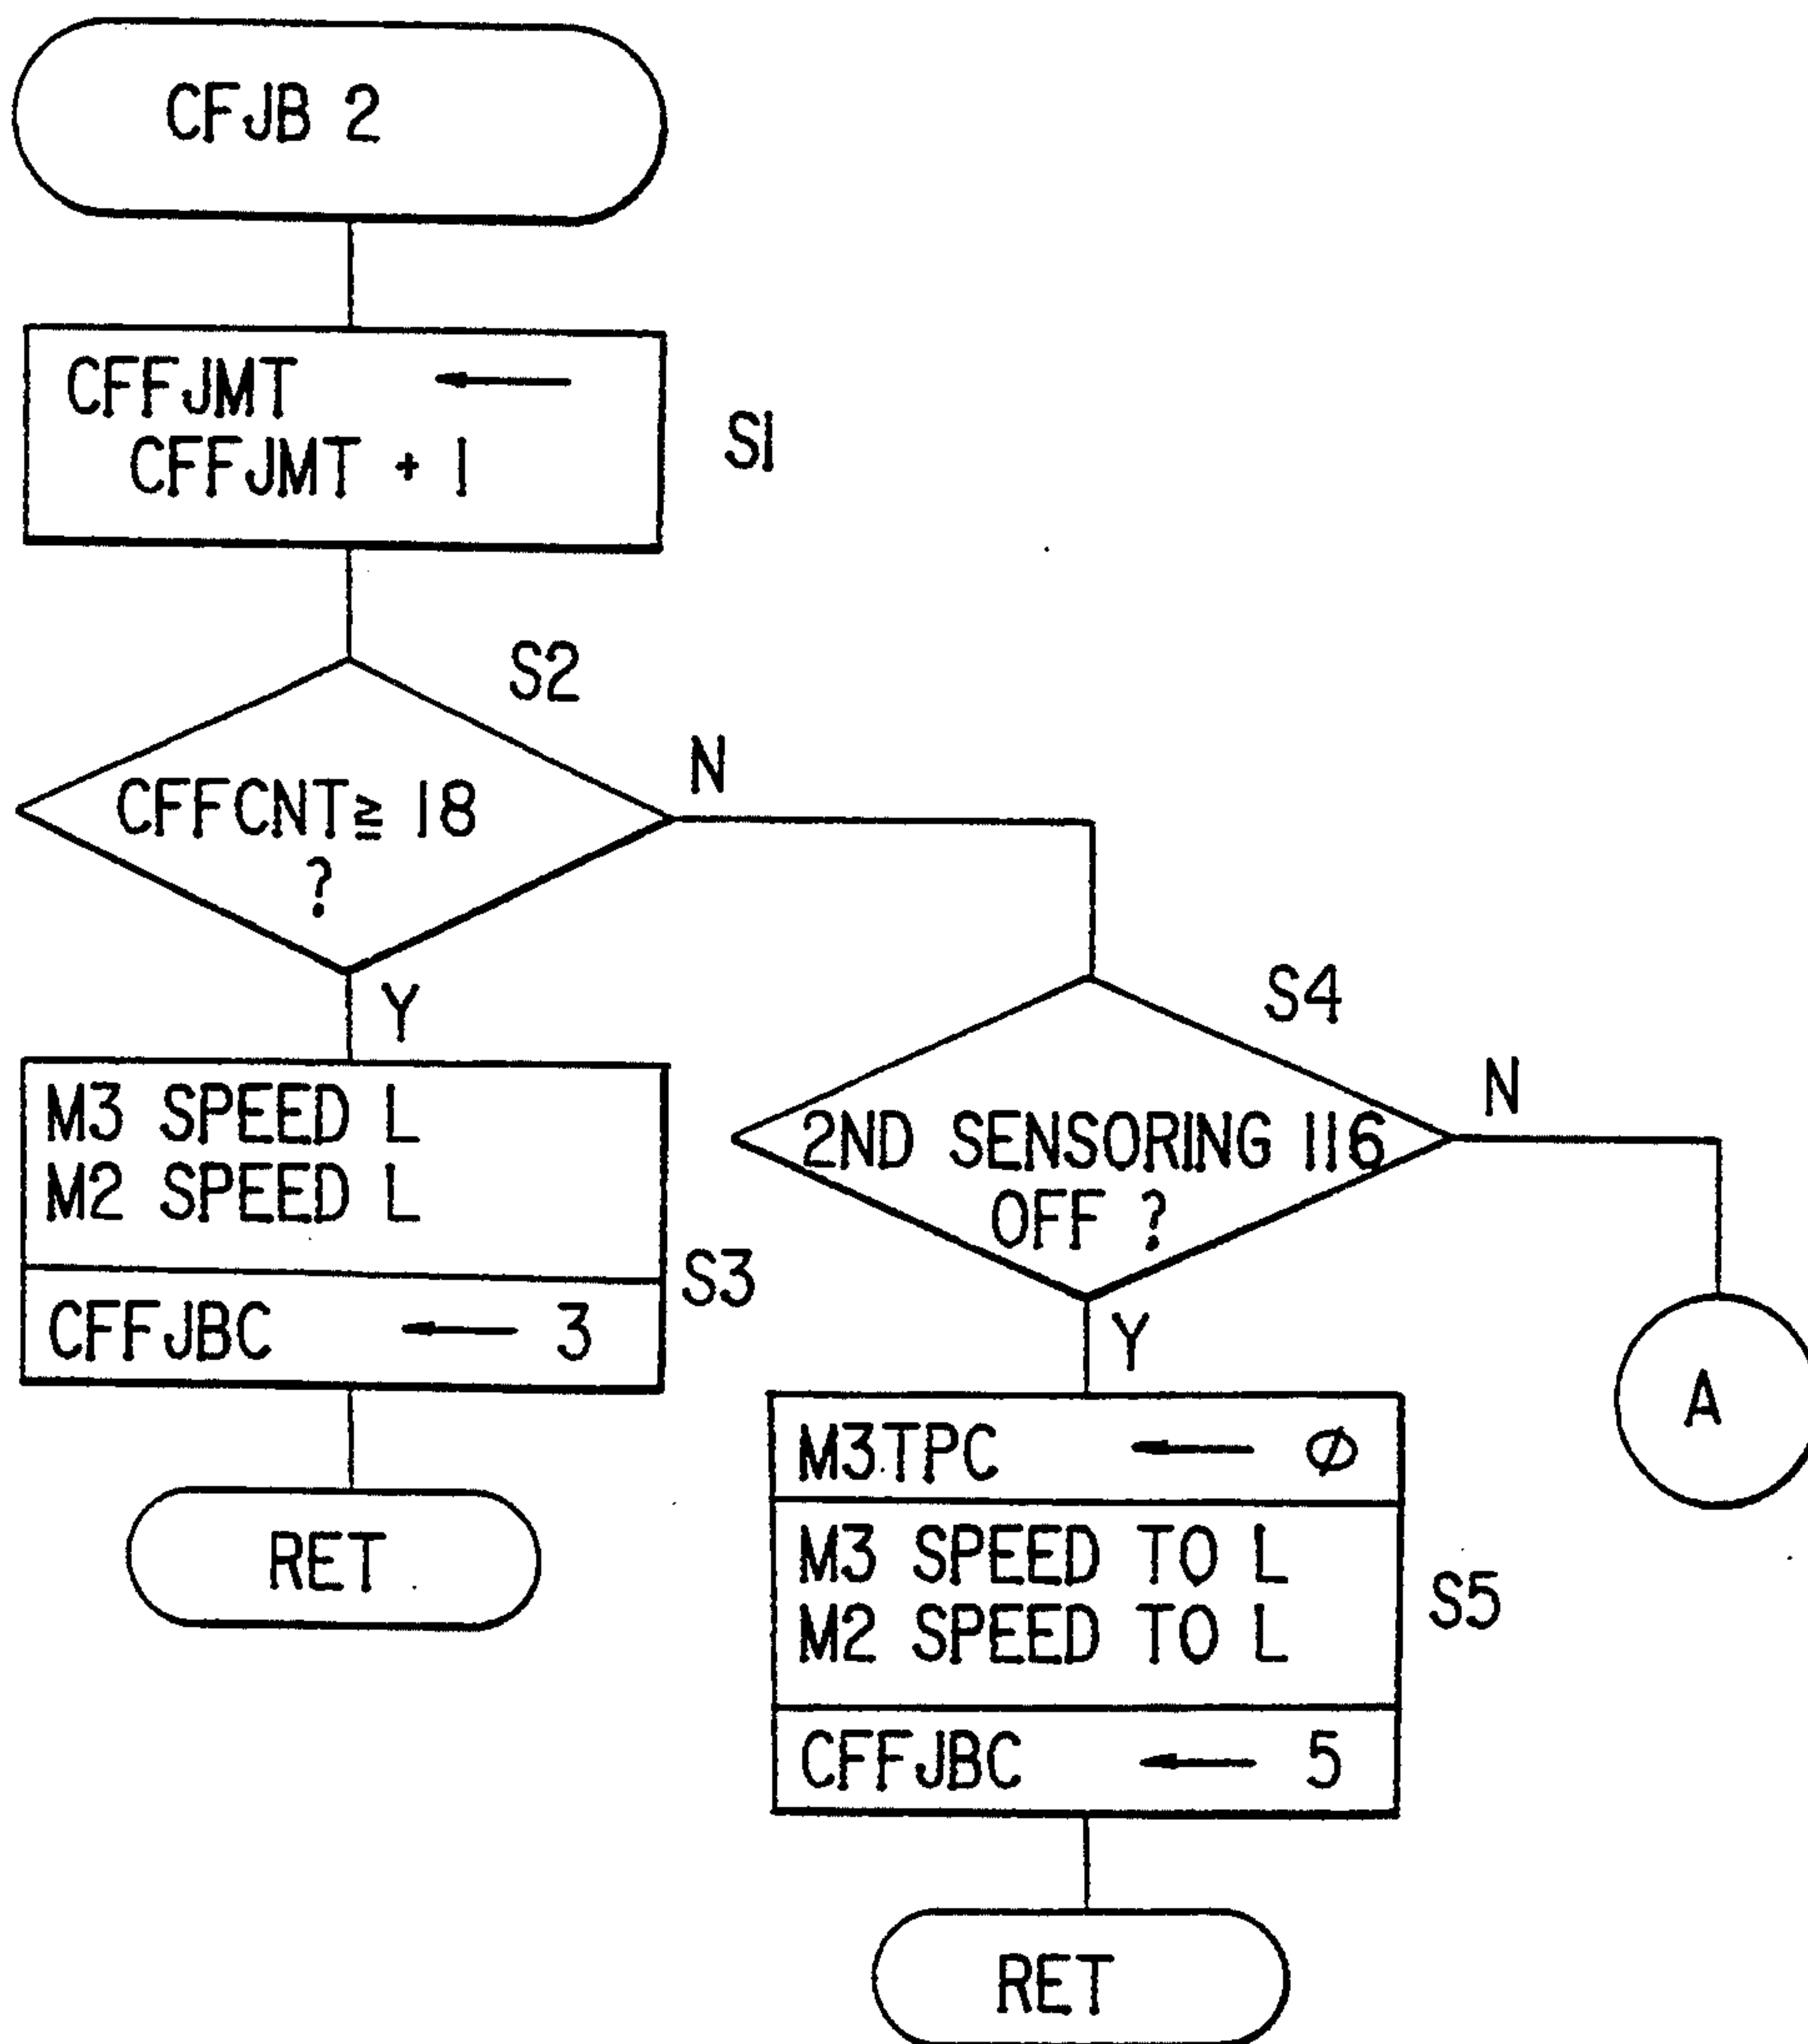 CFJB 2
CFFJMT ←
CFFJMT + 1
S1
S2
CFFCNT ≧ 18
?
N
Y
M3 SPEED L
M2 SPEED L
S3
CFFJBC ← 3
RET
S4
2ND SENSORING 116
OFF ?
N
A
Y
M3TPC ← Ø
M3 SPEED TO L
M2 SPEED TO L
S5
CFFJBC ← 5
RET